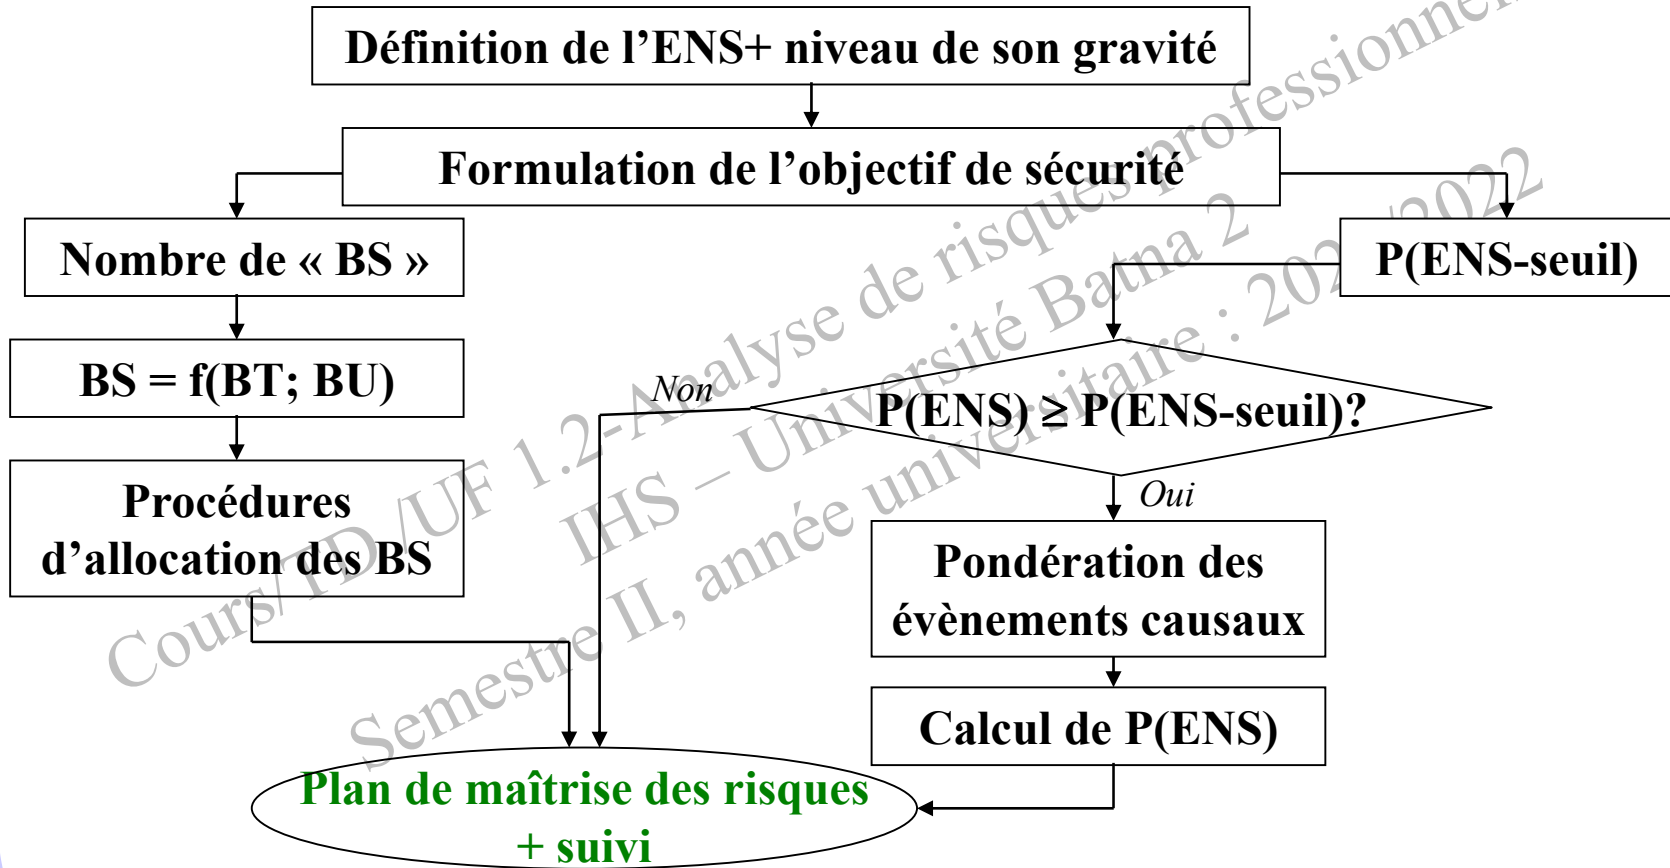 Définition de l’ENS+ niveau de son gravité
Formulation de l’objectif de sécurité
Nombre de « BS »
P(ENS-seuil)
BS = f(BT; BU)
Non
P(ENS) ≥ P(ENS-seuil)?
Oui
Procédures
d’allocation des BS
Pondération des
évènements causaux
Calcul de P(ENS)
Plan de maîtrise des risques
+ suivi
Cours/TD/UF 1.2-Analyse de risques professionnels
IHS – Université Batna 2
Semestre II, année universitaire : /2022